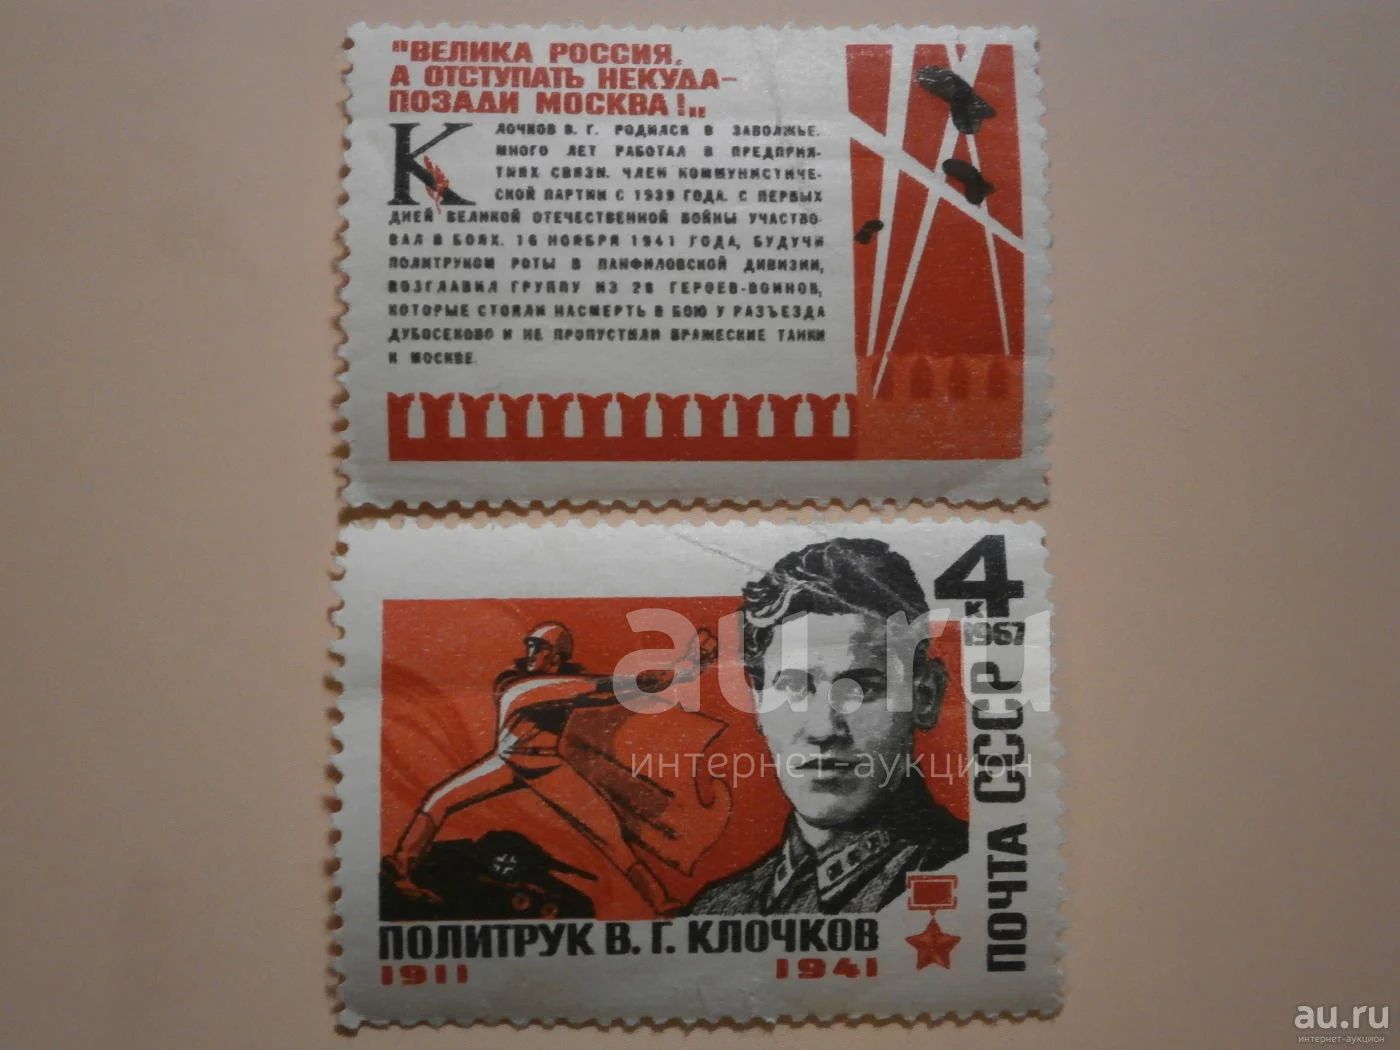 "ВЕЛИКА РОССИЯ,
А ОТСТУПАТЬ НЕКУДА–
ПОЗАДИ МОСКВА!„
КЛОЧКОВ В. Г. РОДИЛСЯ В ЗАВОЛЖЬЕ.
МНОГО ЛЕТ РАБОТАЛ В ПРЕДПРИЯ-
ТИЯХ СВЯЗИ. ЧЛЕН КОММУНИСТИЧЕ-
СКОЙ ПАРТИИ С 1939 ГОДА. С ПЕРВЫХ
ДНЕЙ ВЕЛИКОЙ ОТЕЧЕСТВЕННОЙ ВОЙНЫ УЧАСТВО-
ВАЛ В БОЯХ. 16 НОЯБРЯ 1941 ГОДА, БУДУЧИ
ПОЛИТРУКОМ РОТЫ В ПАНФИЛОВСКОЙ ДИВИЗИИ,
ВОЗГЛАВИЛ ГРУППУ ИЗ 28 ГЕРОЕВ-ВОИНОВ,
КОТОРЫЕ СТОЯЛИ НАСМЕРТЬ В БОЮ У РАЗЪЕЗДА
ДУБОСЕКОВО И НЕ ПРОПУСТИЛИ ВРАЖЕСКИЕ ТАНКИ
К МОСКВЕ
4
К
1967
ПОЧТА СССР
ПОЛИТРУК В. Г. КЛОЧКОВ
1911 1941
au.ru
интернет-аукцион
au.ru
интернет-аукцион